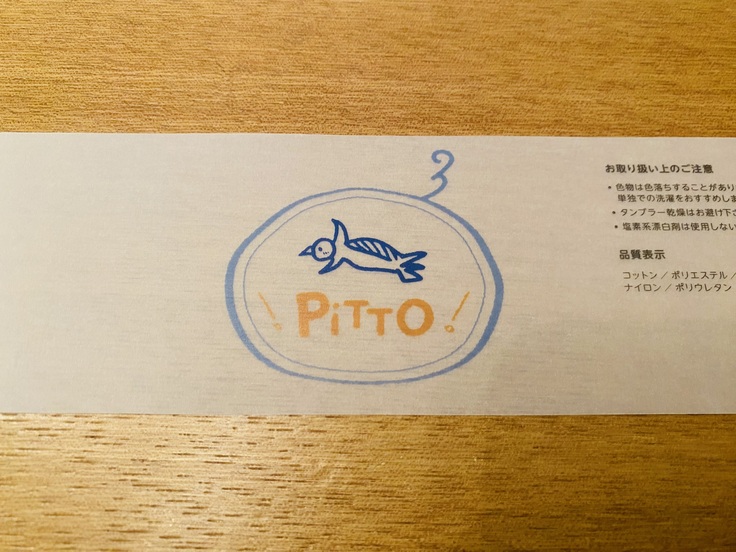 ! PiTTO !
お取り扱い上のご注意
• 色物は色落ちすることがあり
単独での洗濯をおすすめしま
• タンブラー乾燥はお避け下さ
• 塩素系漂白剤は使用しない
品質表示
コットン / ポリエステル /
ナイロン / ポリウレタン